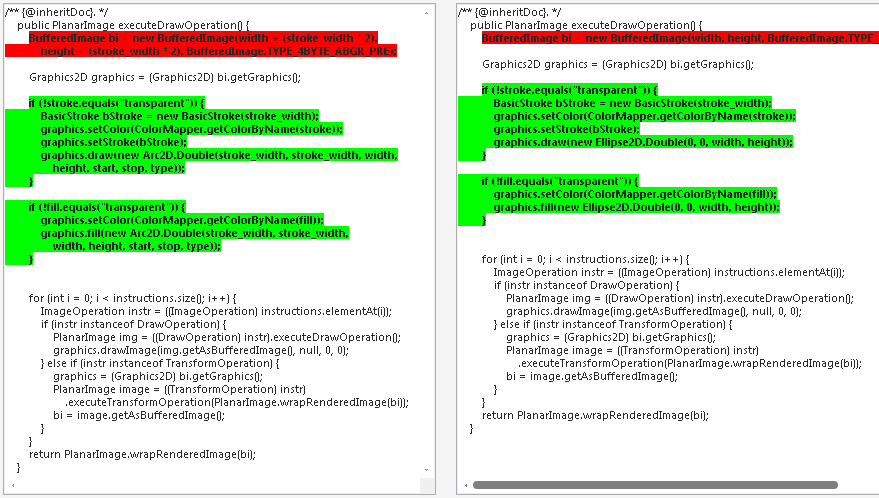 /** {@inheritDoc}. */
public PlanarImage executeDrawOperation() {
BufferedImage bi = new BufferedImage(width + (stroke_width * 2),
height + (stroke_width * 2), BufferedImage.TYPE_4BYTE_ABGR_PRE);
Graphics2D graphics = (Graphics2D) bi.getGraphics();
if (!stroke.equals("transparent")) {
BasicStroke bStroke = new BasicStroke(stroke_width);
graphics.setColor(ColorMapper.getColorByName(stroke));
graphics.setStroke(bStroke);
graphics.draw(new Arc2D.Double(stroke_width, stroke_width, width,
height, start, stop, type));
}
if (!fill.equals("transparent")) {
graphics.setColor(ColorMapper.getColorByName(fill));
graphics.fill(new Arc2D.Double(stroke_width, stroke_width,
width, height, start, stop, type));
}
for (int i = 0; i < instructions.size(); i++) {
ImageOperation instr = ((ImageOperation) instructions.elementAt(i));
if (instr instanceof DrawOperation) {
PlanarImage img = ((DrawOperation) instr).executeDrawOperation();
graphics.drawImage(img.getAsBufferedImage(), null, 0, 0);
} else if (instr instanceof TransformOperation) {
graphics = (Graphics2D) bi.getGraphics();
PlanarImage image = ((TransformOperation) instr)
.executeTransformOperation(PlanarImage.wrapRenderedImage(bi));
bi = image.getAsBufferedImage();
}
}
return PlanarImage.wrapRenderedImage(bi);
}
/** {@inheritDoc}. */
public PlanarImage executeDrawOperation() {
BufferedImage bi = new BufferedImage(width, height, BufferedImage.TYPE_
Graphics2D graphics = (Graphics2D) bi.getGraphics();
if (!stroke.equals("transparent")) {
BasicStroke bStroke = new BasicStroke(stroke_width);
graphics.setColor(ColorMapper.getColorByName(stroke));
graphics.setStroke(bStroke);
graphics.draw(new Ellipse2D.Double(0, 0, width, height));
}
if (!fill.equals("transparent")) {
graphics.setColor(ColorMapper.getColorByName(fill));
graphics.fill(new Ellipse2D.Double(0, 0, width, height));
}
for (int i = 0; i < instructions.size(); i++) {
ImageOperation instr = ((ImageOperation) instructions.elementAt(i));
if (instr instanceof DrawOperation) {
PlanarImage img = ((DrawOperation) instr).executeDrawOperation();
graphics.drawImage(img.getAsBufferedImage(), null, 0, 0);
} else if (instr instanceof TransformOperation) {
graphics = (Graphics2D) bi.getGraphics();
PlanarImage image = ((TransformOperation) instr)
.executeTransformOperation(PlanarImage.wrapRenderedImage(bi));
bi = image.getAsBufferedImage();
}
}
return PlanarImage.wrapRenderedImage(bi);
}